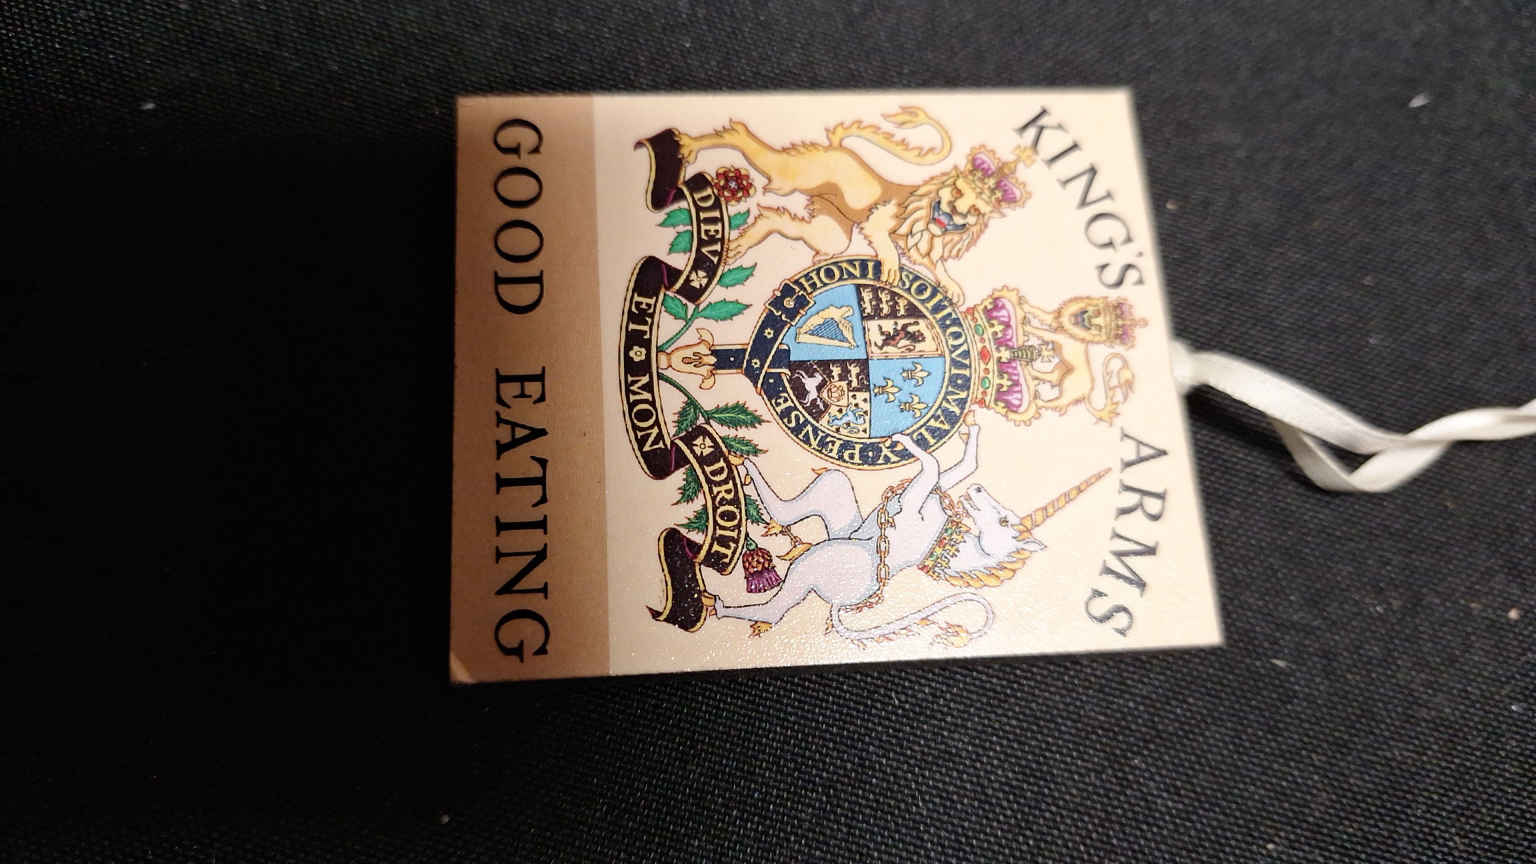 KING'S ARMS
HONI SOIT QVI MAL Y PENSE
DIEV ET MON DROIT
GOOD EATING